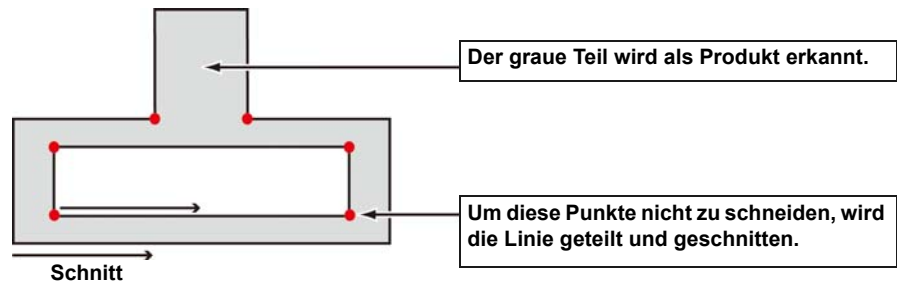 Der graue Teil wird als Produkt erkannt.
Um diese Punkte nicht zu schneiden, wird
die Linie geteilt und geschnitten.
Schnitt